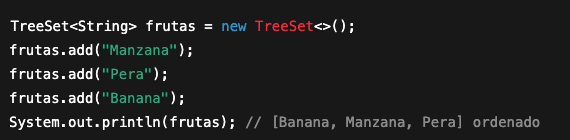 TreeSet<String> frutas = new TreeSet<>();
frutas.add("Manzana");
frutas.add("Pera");
frutas.add("Banana");
System.out.println(frutas); // [Banana, Manzana, Pera] ordenado